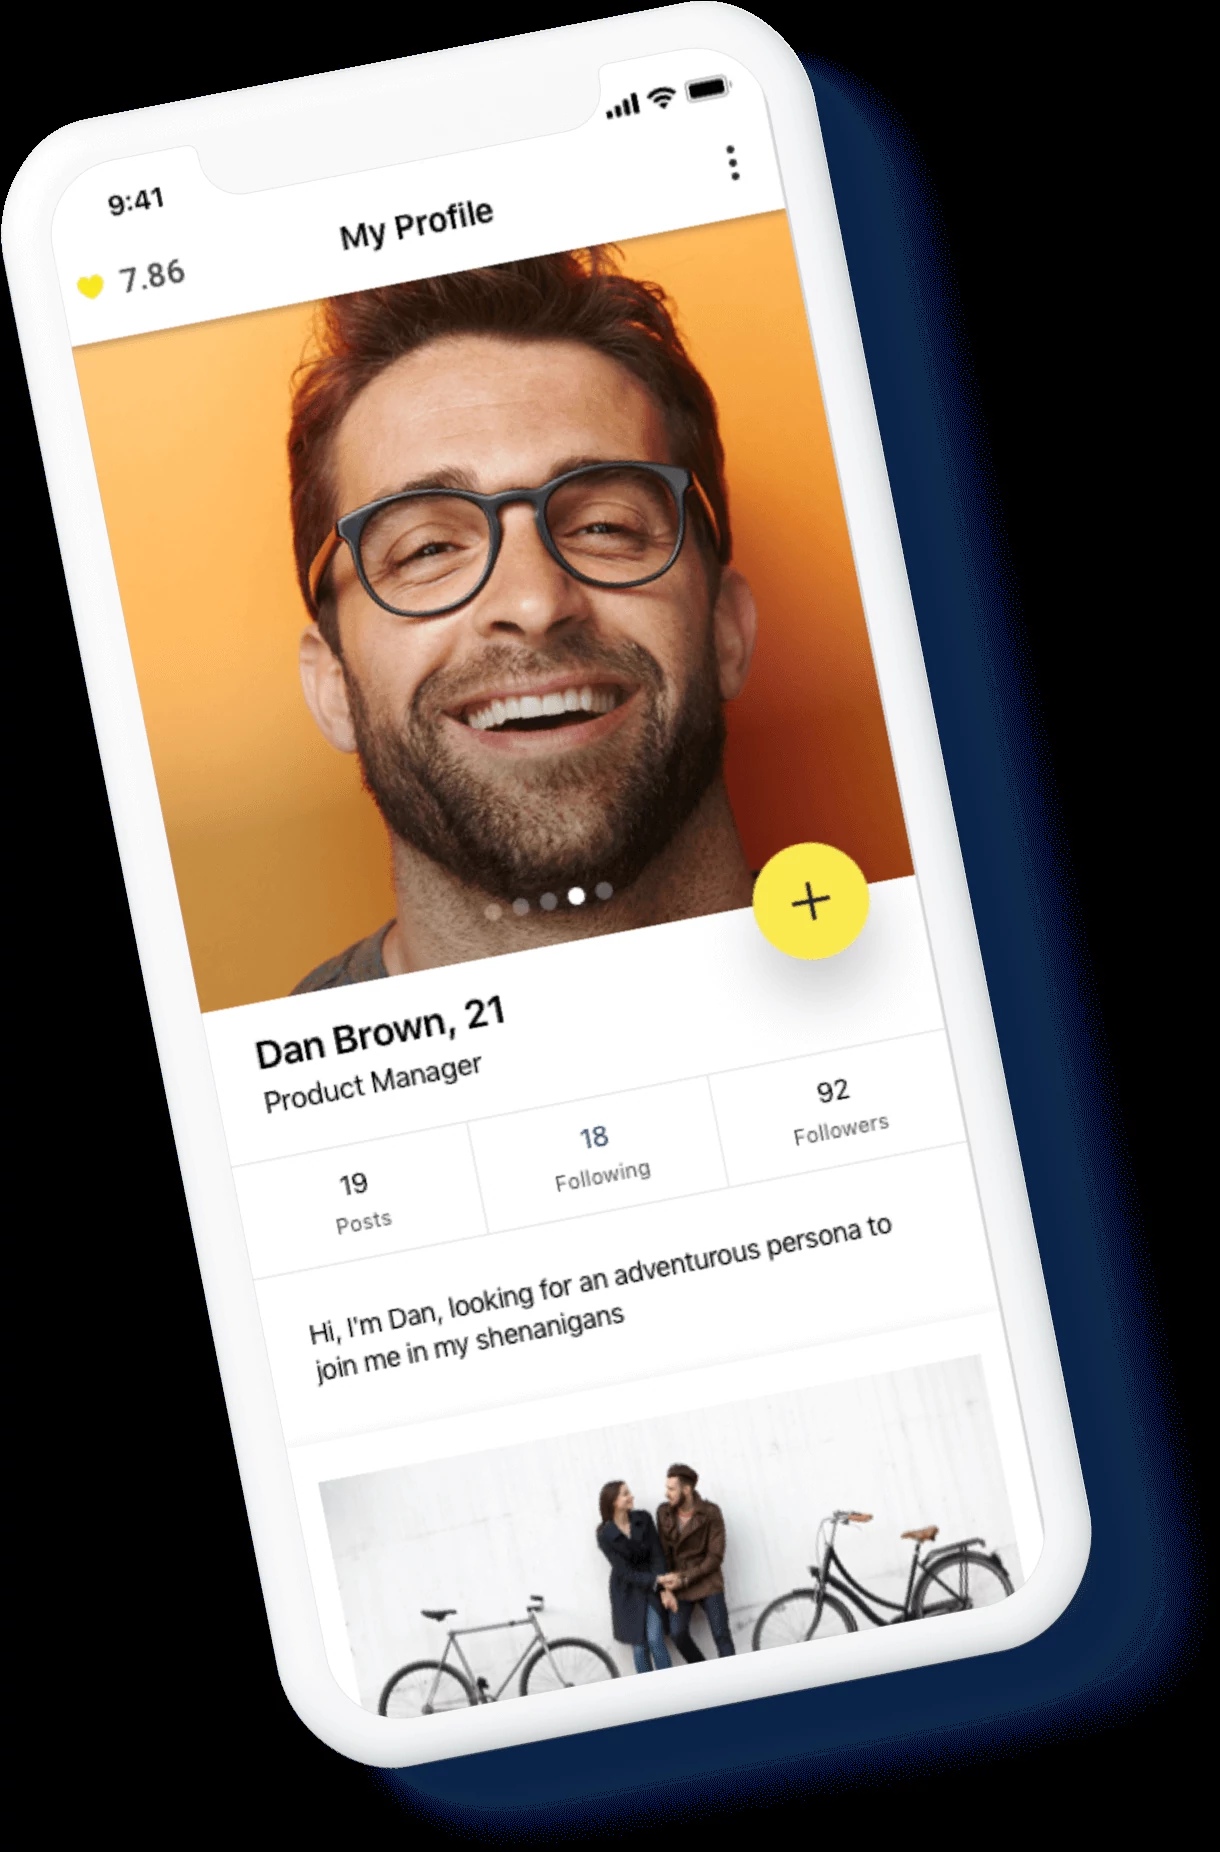 9:41
My Profile
7.86
Dan Brown, 21
Product Manager
19
Posts
18
Following
92
Followers
Hi, I'm Dan, looking for an adventurous persona to
join me in my shenanigans